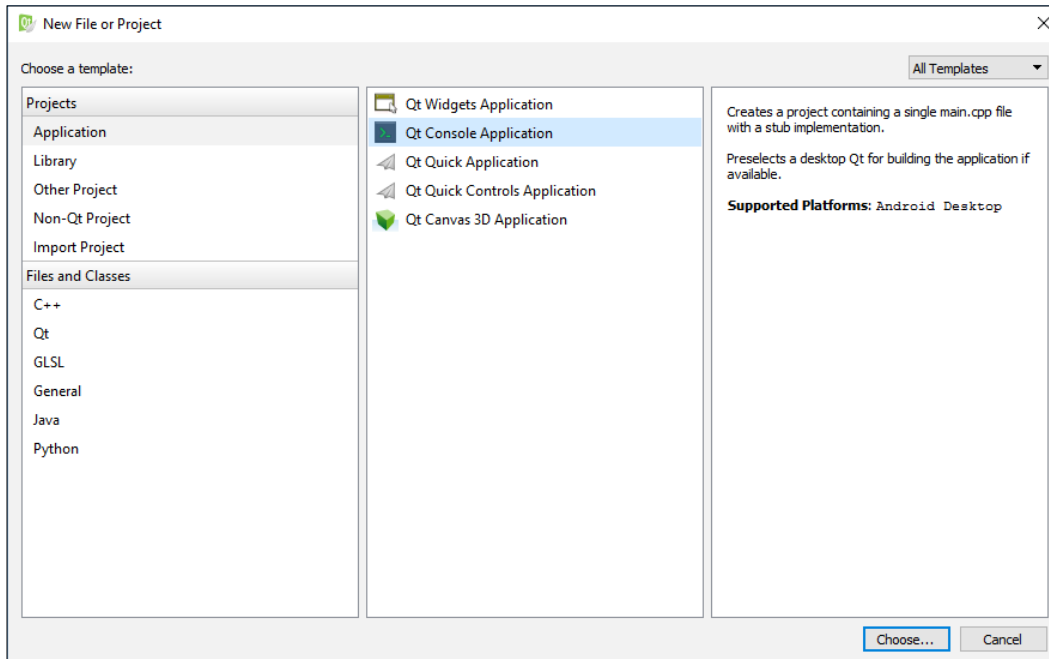 New File or Project
Choose a template:
All Templates
Projects
Application
Library
Other Project
Non-Qt Project
Import Project
Files and Classes
C++
Qt
GLSL
General
Java
Python
Qt Widgets Application
Qt Console Application
Qt Quick Application
Qt Quick Controls Application
Qt Canvas 3D Application
Creates a project containing a single main.cpp file
with a stub implementation.
Preselects a desktop Qt for building the application if
available.
Supported Platforms: Android Desktop
Choose...
Cancel